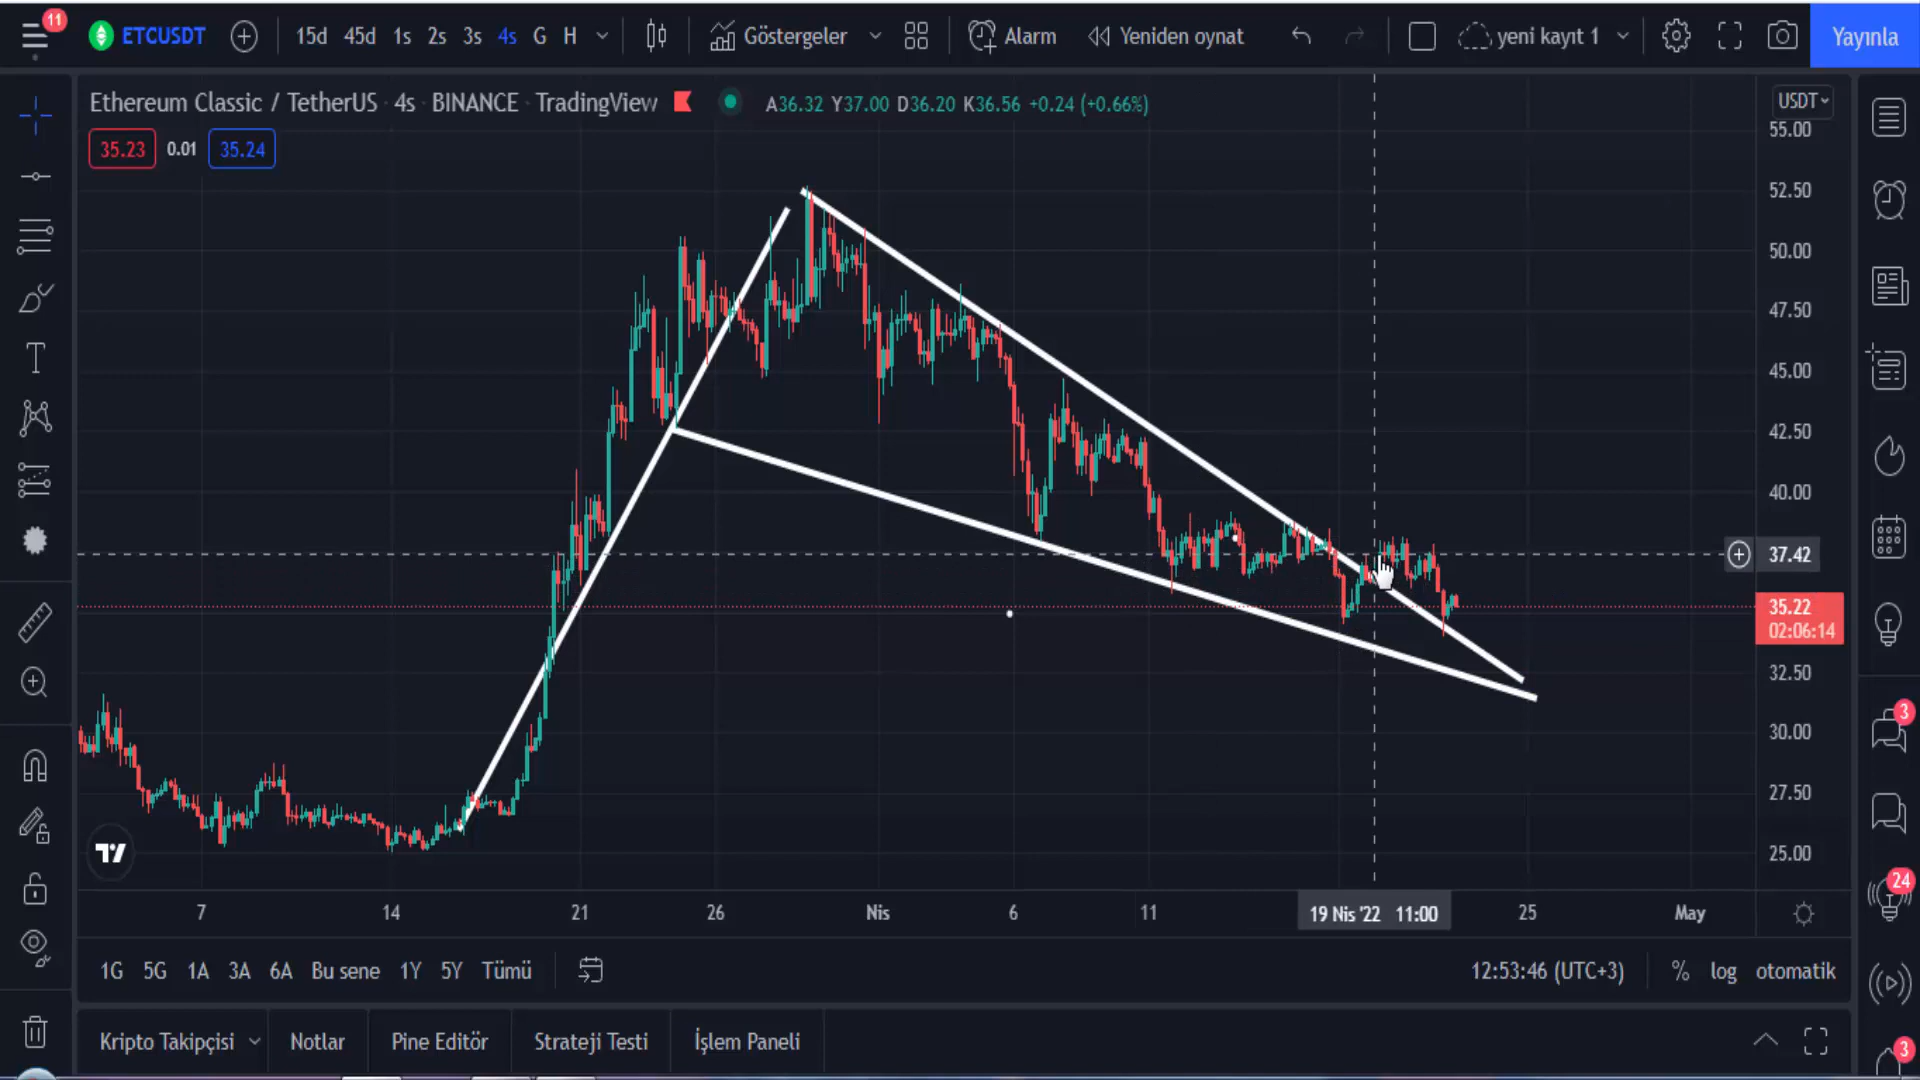 11
ETCUSDT 15d 45d 1s 2s 3s 4s G H Göstergeler Alarm Yeniden oynat yeni kayıt 1 Yayınla
Ethereum Classic / TetherUS · 4s · BINANCE · TradingView A36.32 Y37.00 D36.20 K36.56 +0.24 (+0.66%)
USDT
35.23 0.01 35.24
55.00
52.50
50.00
47.50
45.00
42.50
40.00
37.42
35.22
02:06:14
32.50
30.00
27.50
25.00
7 14 21 26 Nis 6 11 19 Nis '22 11:00 25 May
1G 5G 1A 3A 6A Bu sene 1Y 5Y Tümü 12:53:46 (UTC+3) % log otomatik
Kripto Takipçisi Notlar Pine Editör Strateji Testi İşlem Paneli
3
24
3